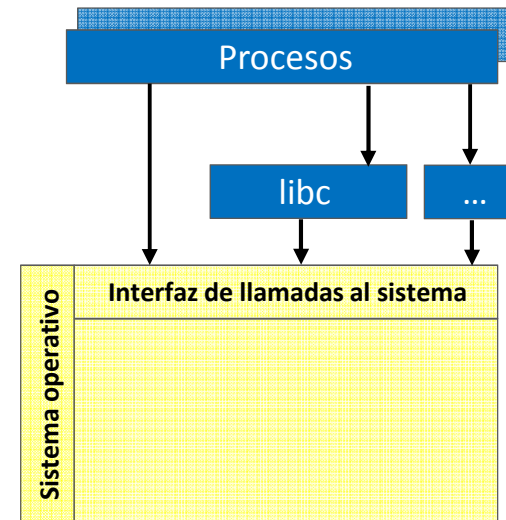 Procesos
libc
...
Interfaz de llamadas al sistema
Sistema operativo